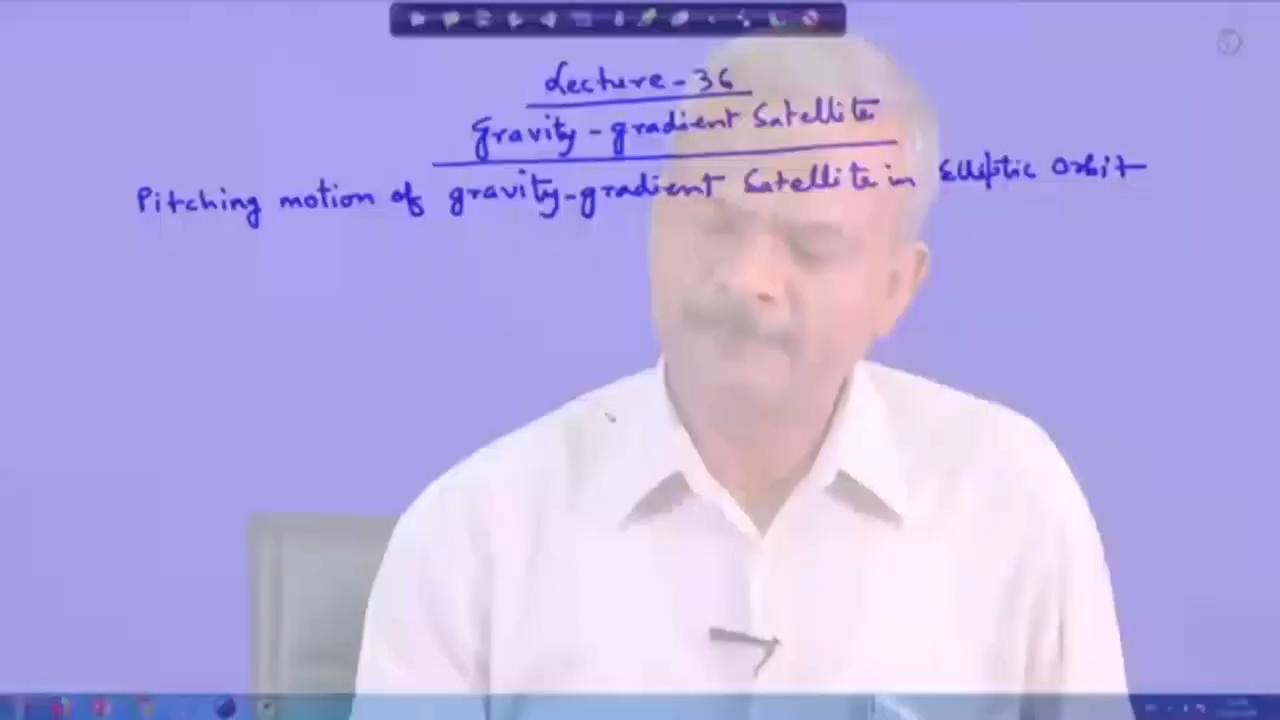 Lecture-36
Gravity-gradient Satellite
Pitching motion of gravity-gradient Satellite in Elliptic Orbit